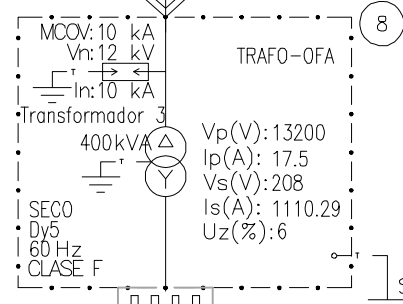 MCOV:10 kA
8
Vn:12 kV
TRAFO-OFA
T
In:10 kA
Transformador 3
400kVA
Vp(V):13200
Ip(A): 17.5
T
Vs(V):208
Is(A): 1110.29
SECO
Uz(%):6
Dy5
60 Hz
CLASE F
T
S